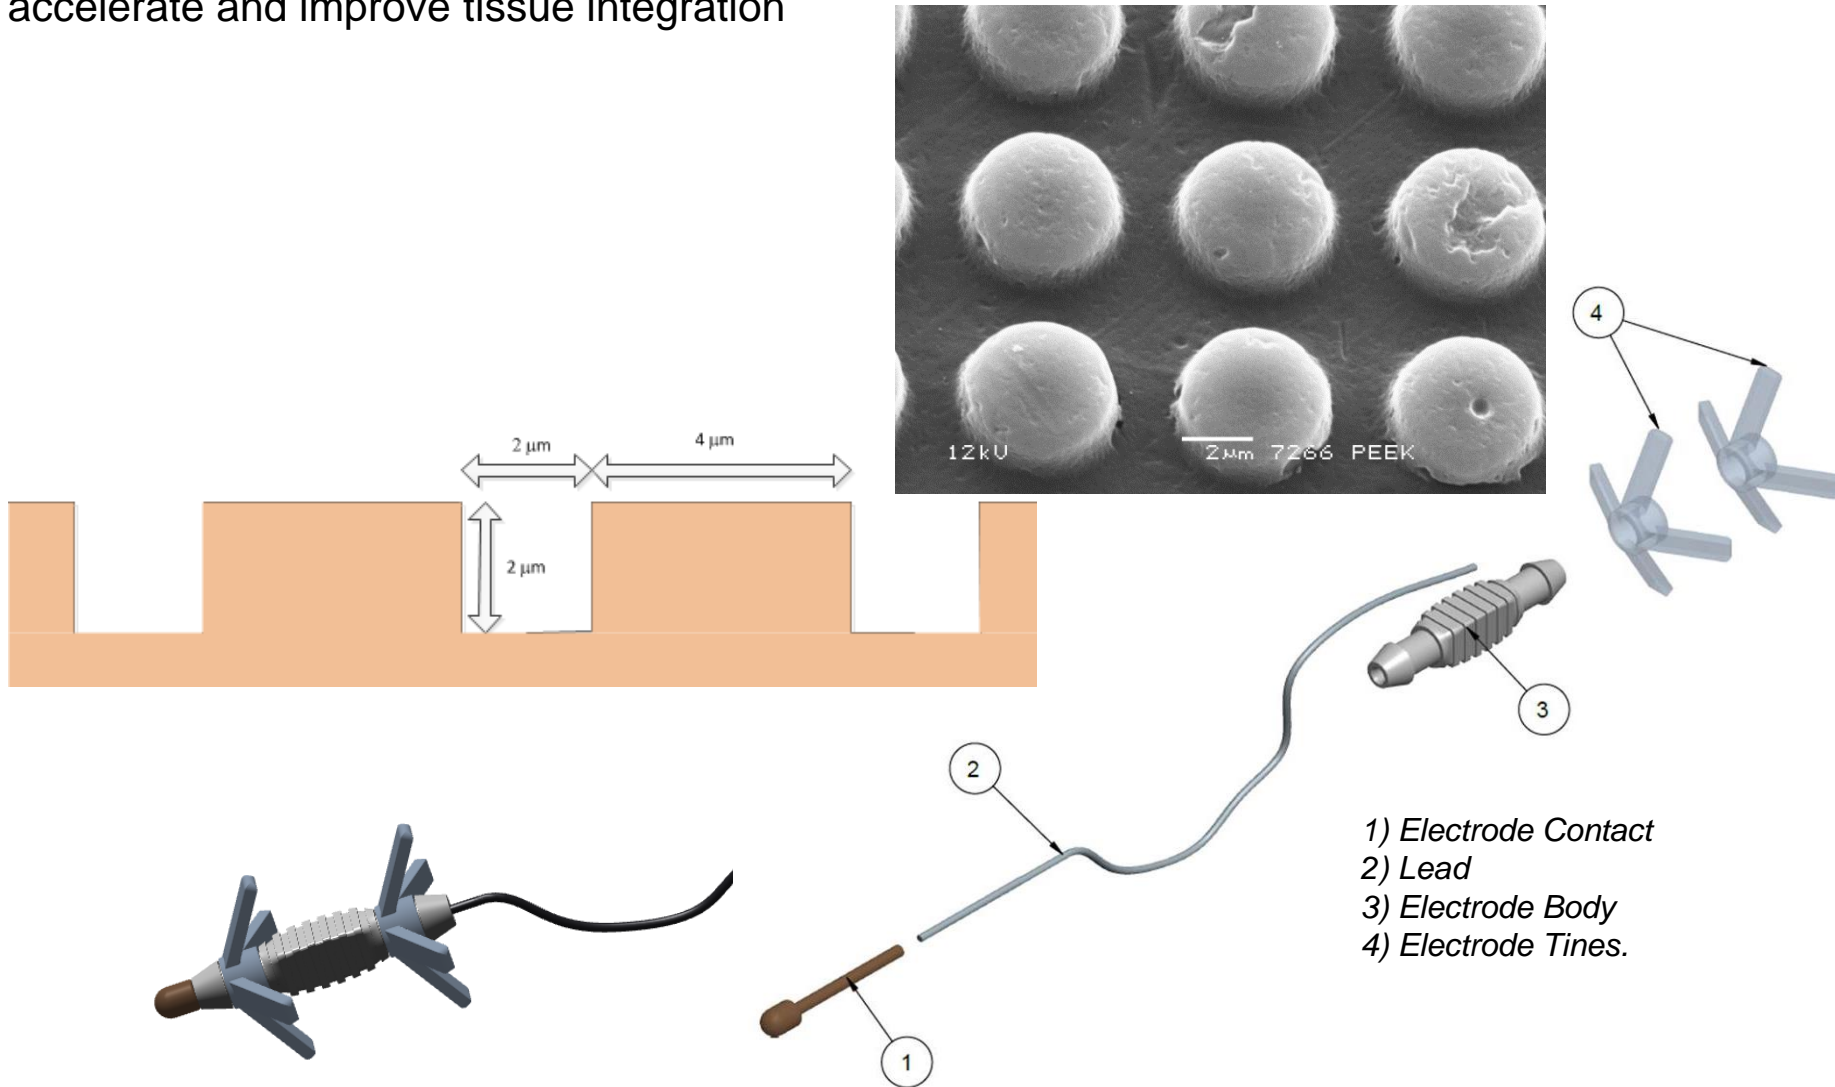 accelerate and improve tissue integration
12kV 2μm 7266 PEEK
4
2 μm
4 μm
2 μm
3
2
1) Electrode Contact
2) Lead
3) Electrode Body
4) Electrode Tines.
1